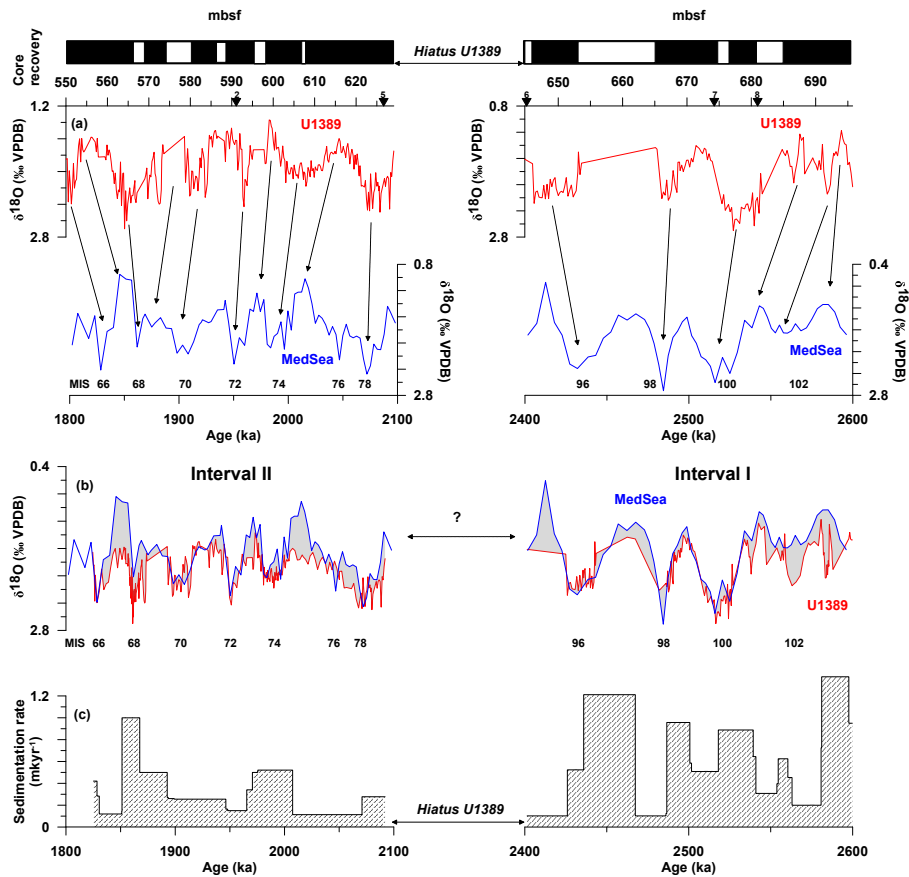 mbsf
mbsf
Core recovery
Hiatus U1389
550 560 570 580 590 600 610 620
650 660 670 680 690
2 5
6 7 8
1.2
(a)
U1389
δ18O (‰ VPDB)
2.8
0.8
U1389
δ18O (‰ VPDB)
2.8
0.8
δ18O (‰ VPDB)
MedSea
2.8
0.4
δ18O (‰ VPDB)
MedSea
2.8
MIS 66 68 70 72 74 76 78
96 98 100 102
1800 1900 2000 2100
Age (ka)
2400 2500 2600
Age (ka)
Interval II
Interval I
0.4
(b)
δ18O (‰ VPDB)
2.8
?
MedSea
U1389
MIS 66 68 70 72 74 76 78
96 98 100 102
1.2
(c)
Sedimentation rate
(mkyr-1)
0
Hiatus U1389
1800 1900 2000 2100
Age (ka)
2400 2500 2600
Age (ka)